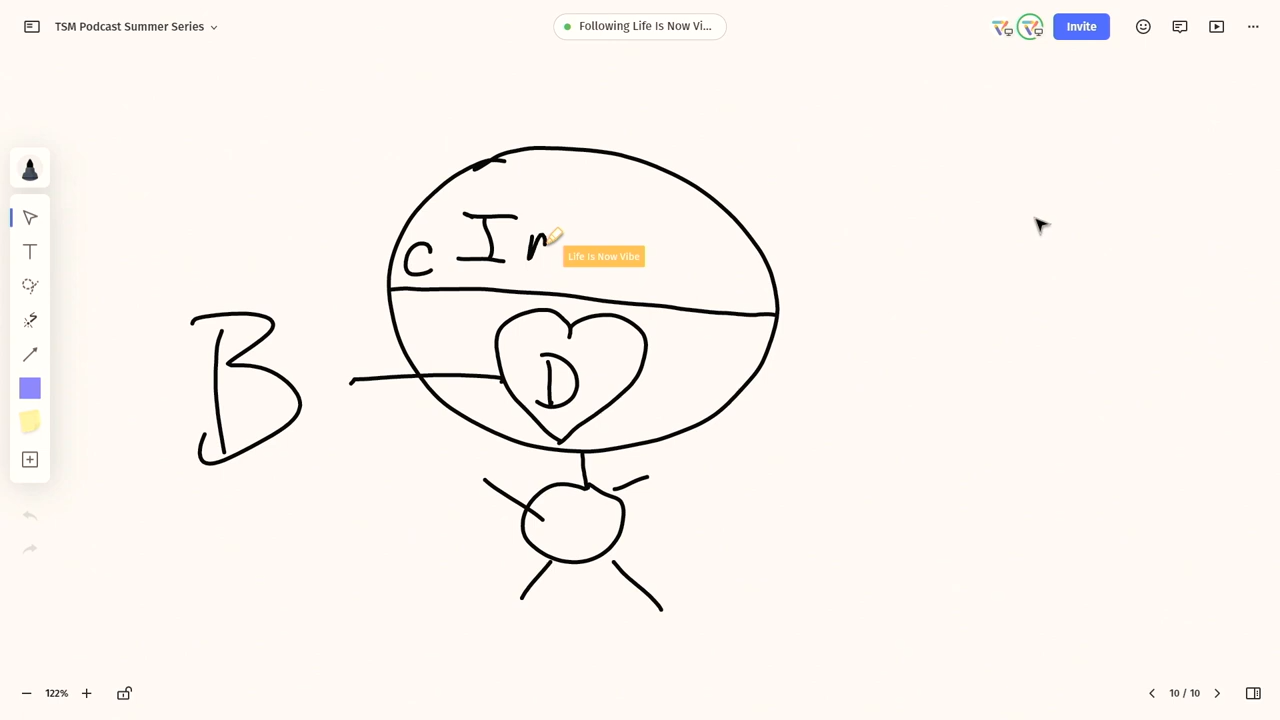 TSM Podcast Summer Series
Following Life Is Now Vi...
Invite
c I r
Life Is Now Vibe
B
D
122%
10 / 10